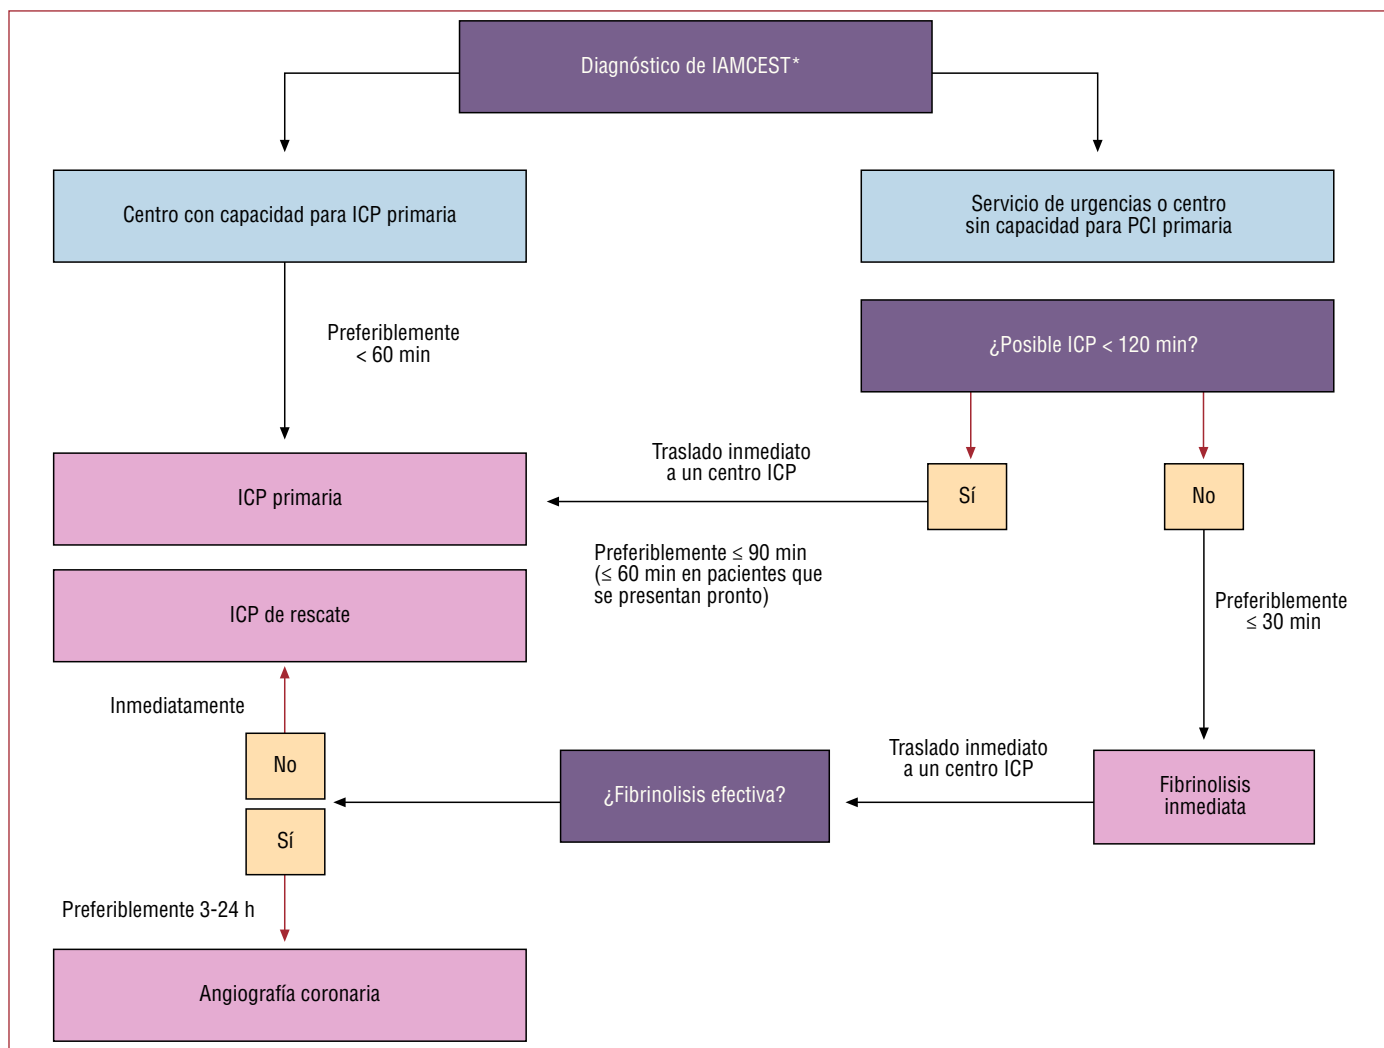 Diagnóstico de IAMCEST*
Centro con capacidad para ICP primaria
Servicio de urgencias o centro
sin capacidad para PCI primaria
Preferiblemente
< 60 min
¿Posible ICP < 120 min?
Traslado inmediato
a un centro ICP
Sí
No
ICP primaria
Preferiblemente ≤ 90 min
(≤ 60 min en pacientes que
se presentan pronto)
Preferiblemente
≤ 30 min
ICP de rescate
Inmediatamente
No
Sí
¿Fibrinolisis efectiva?
Traslado inmediato
a un centro ICP
Fibrinolisis
inmediata
Preferiblemente 3-24 h
Angiografía coronaria